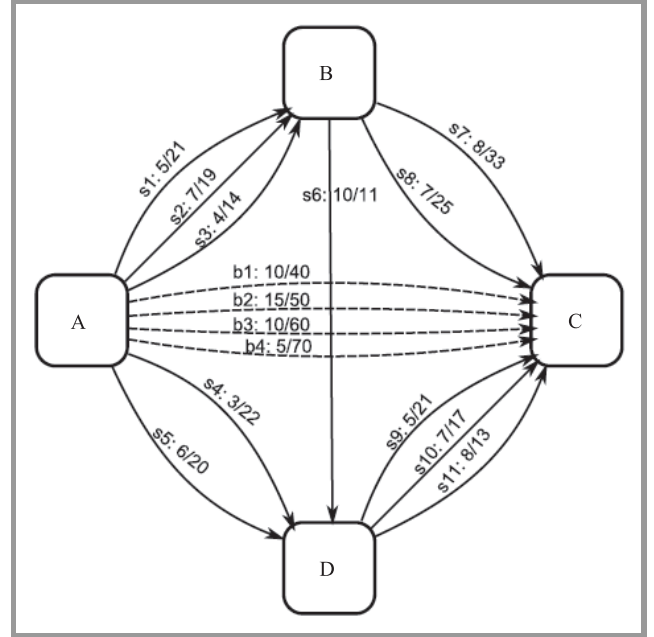 B
s1: 5/21
s2: 7/19
s3: 4/14
s6: 10/11
s7: 8/33
s8: 7/25
b1: 10/40
b2: 15/50
b3: 10/60
b4: 5/70
A
C
s4: 3/22
s5: 6/20
s9: 5/21
s10: 7/17
s11: 8/13
D